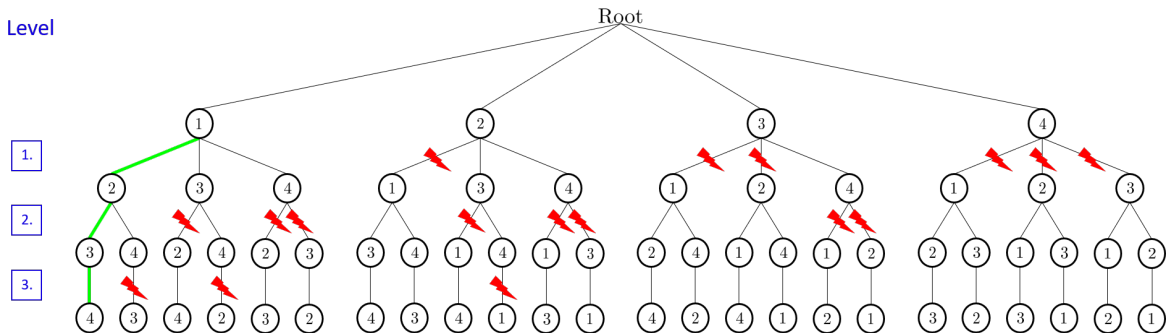 Root
Level
1 2 3 4
1.
2 3 4 1 3 4 1 2 4 1 2 3
2.
3 4 2 4 2 3 3 4 1 4 1 3 2 4 1 4 1 2 2 3 1 3 1 2
3.
4 3 4 2 3 2 4 3 4 1 3 1 4 2 4 1 2 1 3 2 3 1 2 1